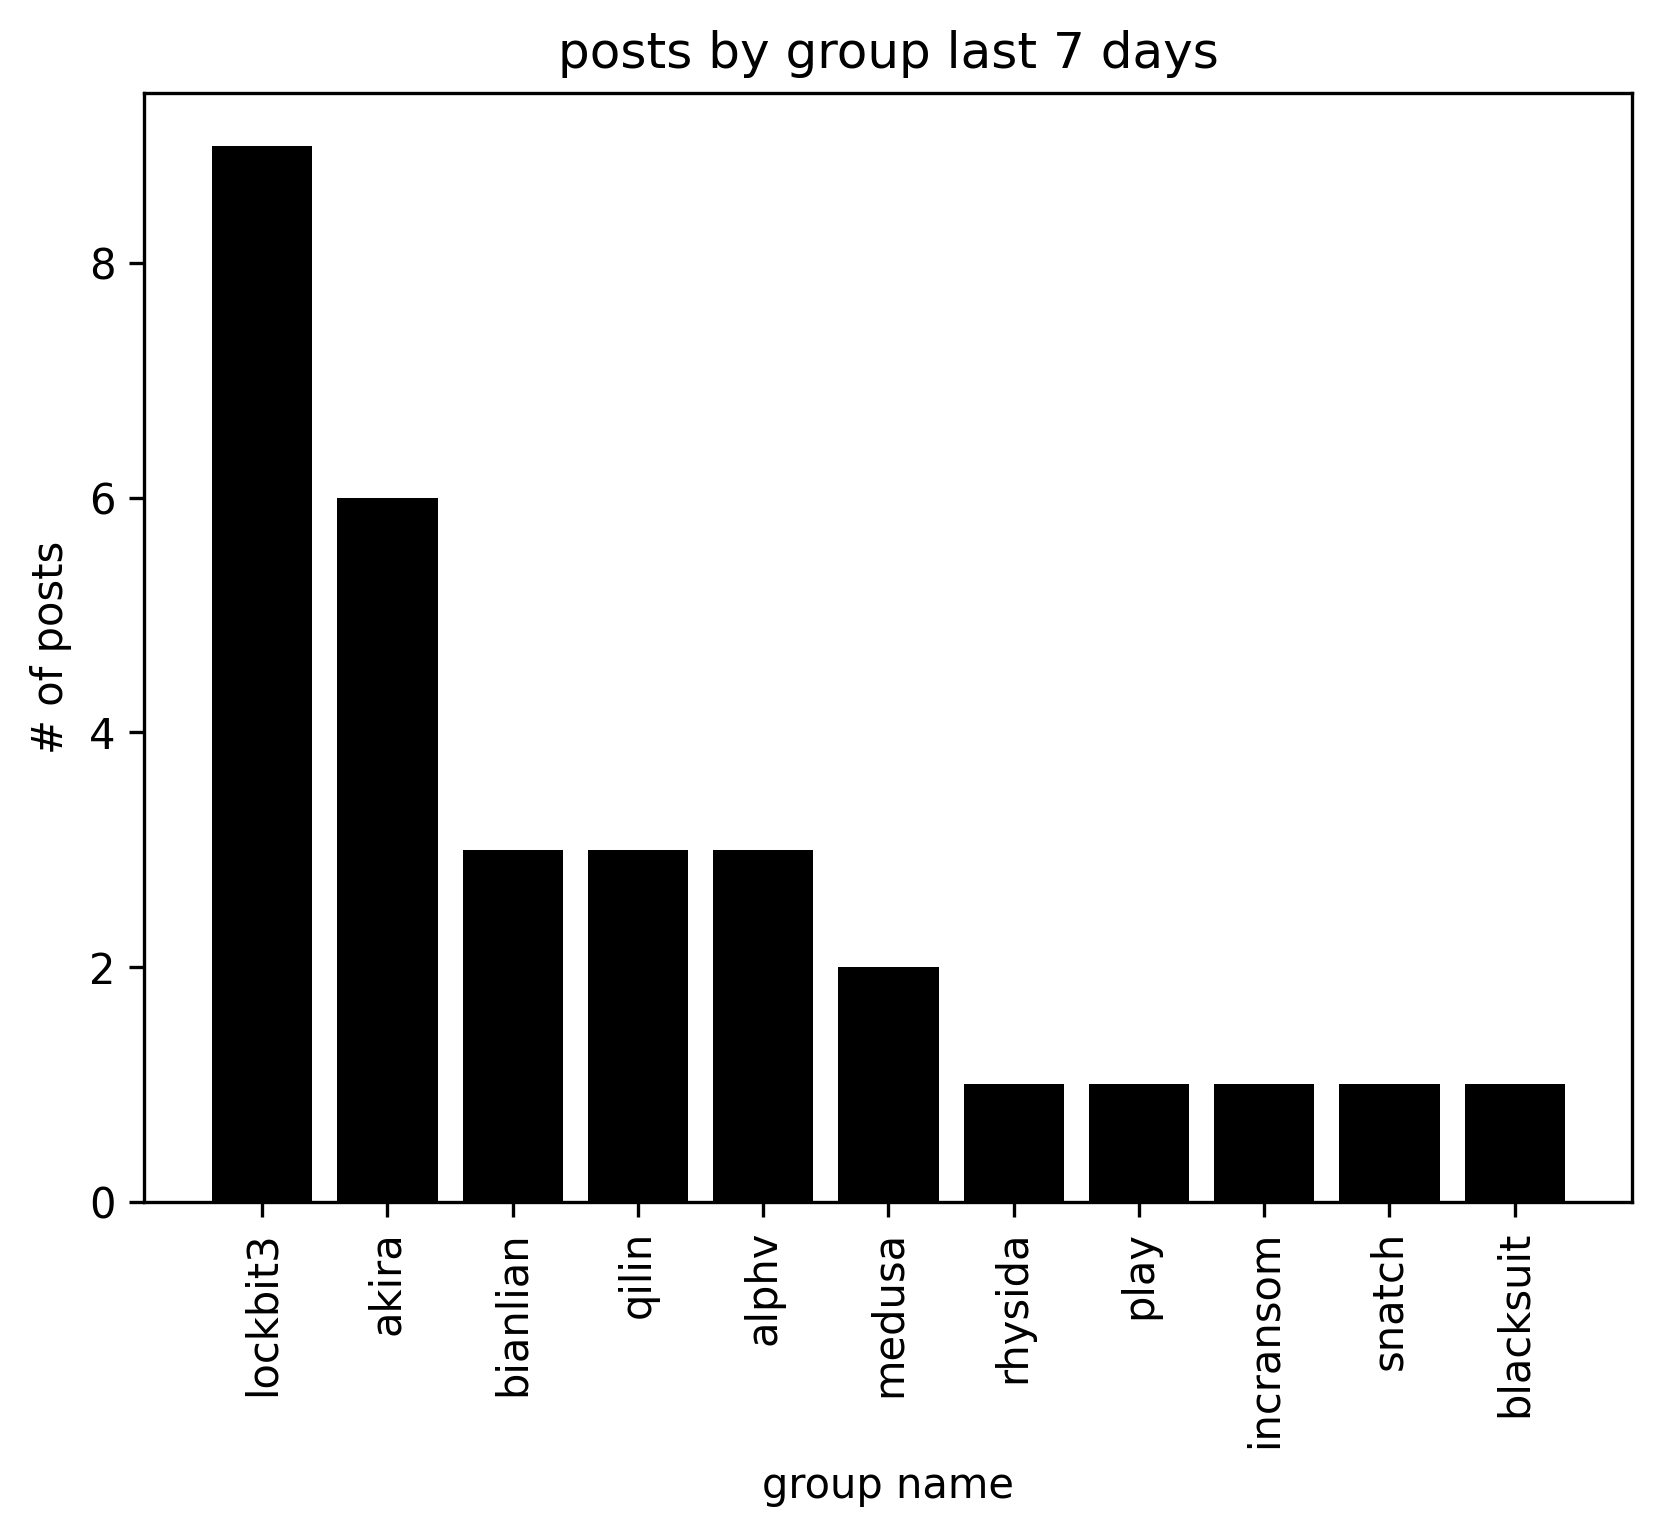 posts by group last 7 days
8
6
4
2
0
# of posts
lockbit3
akira
bianlian
qilin
alphv
medusa
rhysida
play
incransom
snatch
blacksuit
group name